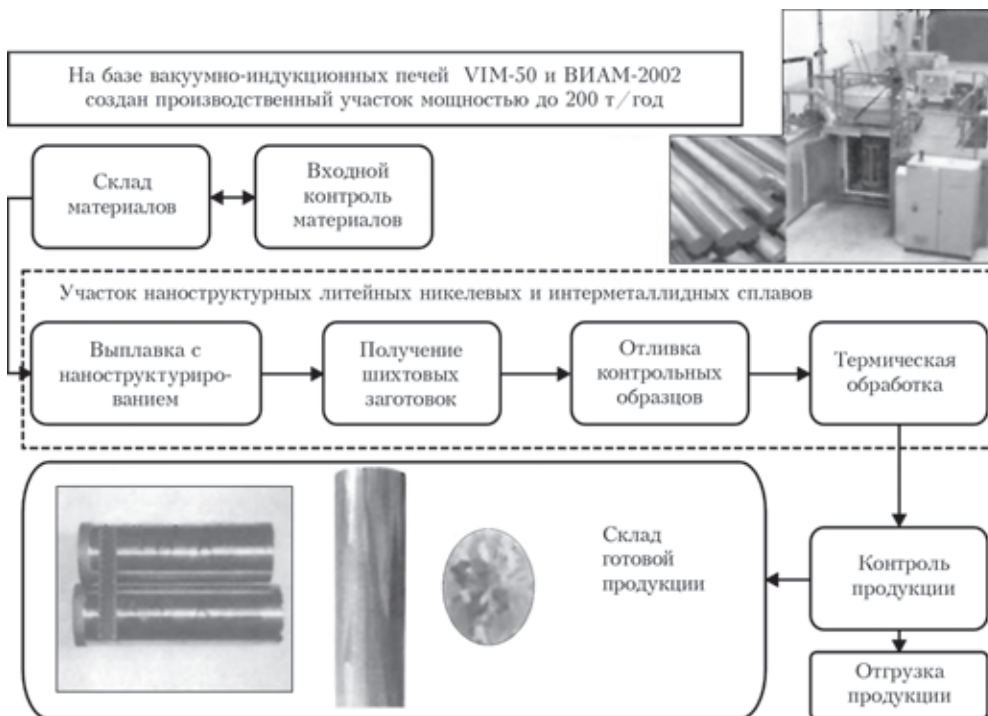 На базе вакуумно-индукционных печей VIM-50 и ВИАМ-2002
создан производственный участок мощностью до 200 т/год
Склад
материалов
Входной
контроль
материалов
Участок наноструктурных литейных никелевых и интерметаллидных сплавов
Выплавка с
наноструктуриро-
ванием
Получение
шихтовых
заготовок
Отливка
контрольных
образцов
Термическая
обработка
Склад
готовой
продукции
Контроль
продукции
Отгрузка
продукции